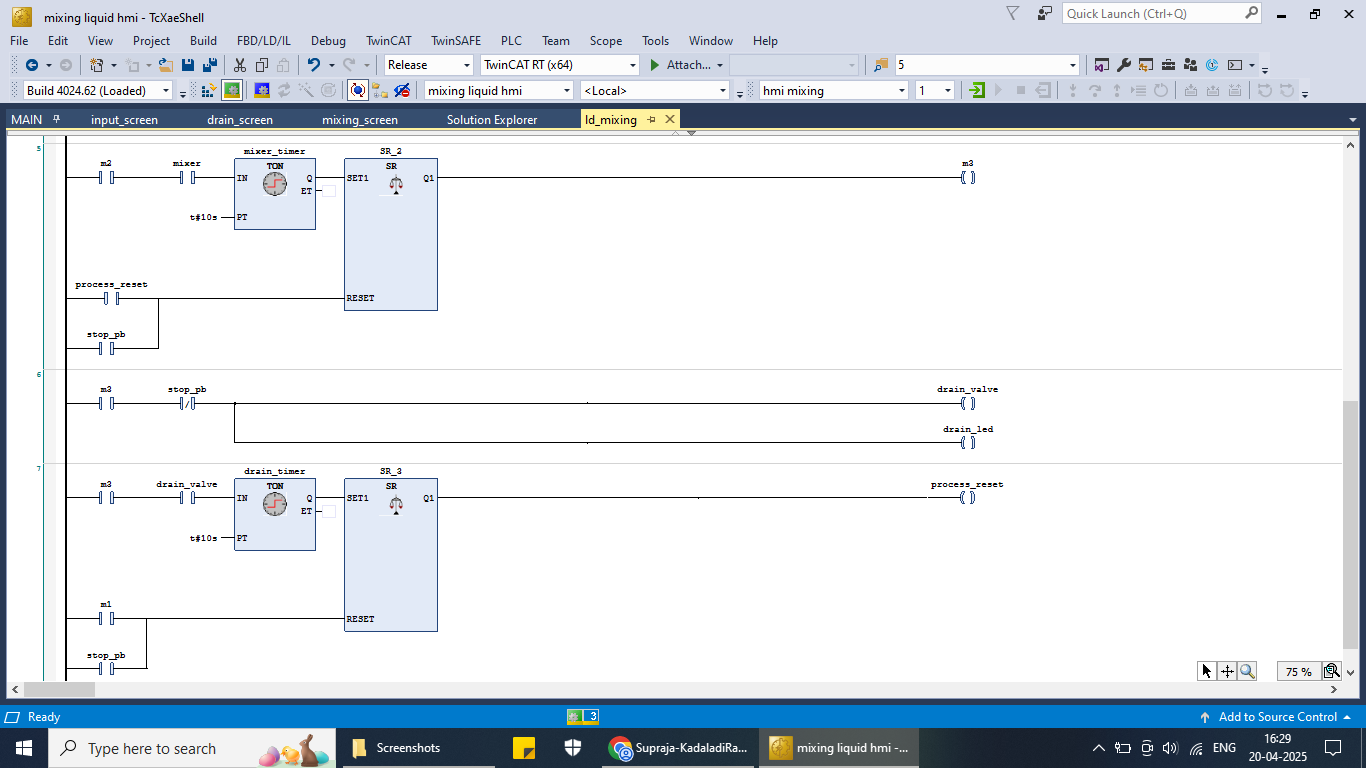 mixing liquid hmi - TcXaeShell
Quick Launch (Ctrl+Q)
File Edit View Project Build FBD/LD/IL Debug TwinCAT TwinSAFE PLC Team Scope Tools Window Help
Release TwinCAT RT (x64) Attach... 5
Build 4024.62 (Loaded) mixing liquid hmi <Local> hmi mixing 1
MAIN input_screen drain_screen mixing_screen Solution Explorer ld_mixing
5
mixer_timer SR_2
m2 mixer TON SR m3
IN Q SET1 Q1
ET
t#10s PT
process_reset
RESET
stop_pb
6
m3 stop_pb drain_valve
drain_led
7
drain_timer SR_3
m3 drain_valve TON SR process_reset
IN Q SET1 Q1
ET
t#10s PT
m1
RESET
stop_pb
75 %
Ready 3 Add to Source Control
Type here to search Screenshots Supraja-KadaladiRa... mixing liquid hmi -... ENG 16:29
20-04-2025